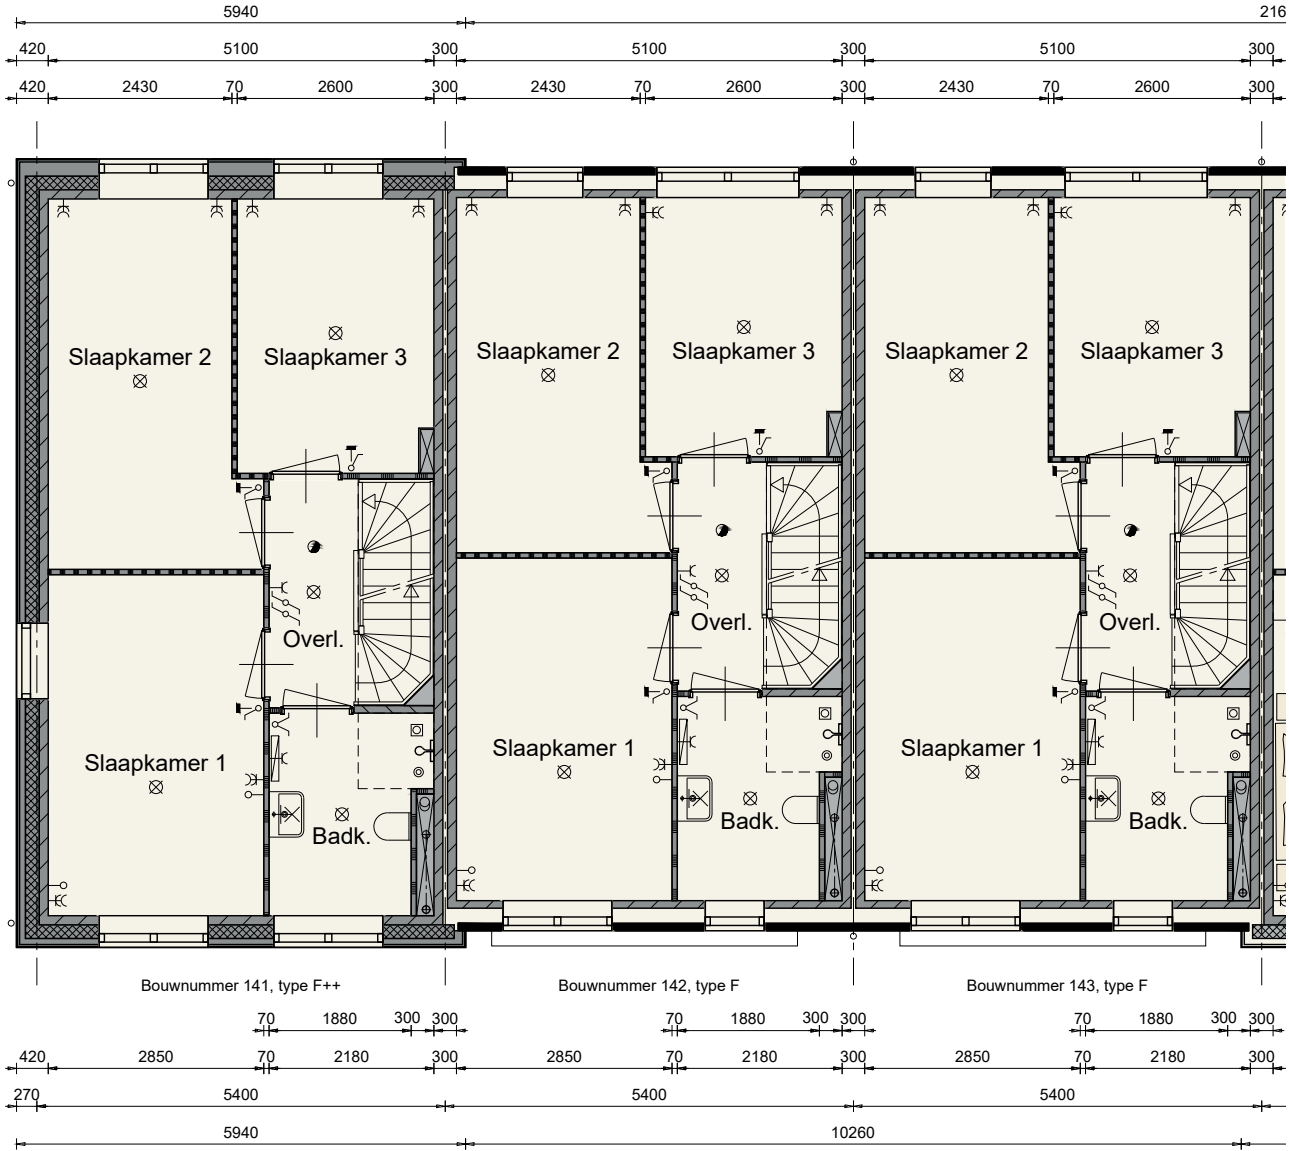 5940 216
420 5100 300 5100 300 5100 300
420 2430 70 2600 300 2430 70 2600 300 2430 70 2600 300
Slaapkamer 2 Slaapkamer 3 Slaapkamer 2 Slaapkamer 3 Slaapkamer 2 Slaapkamer 3
Overl. Overl. Overl.
Slaapkamer 1 Slaapkamer 1 Slaapkamer 1
Badk. Badk. Badk.
Bouwnummer 141, type F++ Bouwnummer 142, type F Bouwnummer 143, type F
70 1880 300 300 70 1880 300 300 70 1880 300 300
420 2850 70 2180 300 2850 70 2180 300 2850 70 2180 300
270 5400 5400 5400
5940 10260